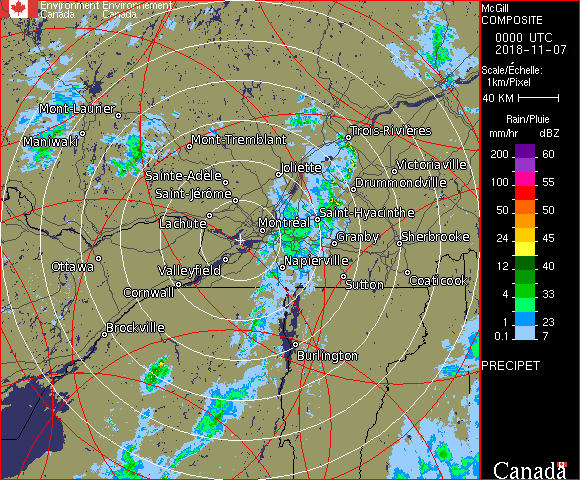 Environment Environnement
Canada Canada
McGill
COMPOSITE
0000 UTC
2018-11-07
Scale/Échelle:
1km/Pixel
40 KM
Rain/Pluie
mm/hr dBZ
200 60
100 55
50 50
24 45
12 40
4 33
1 23
0.1 7
PRECIPET
Canada
Mont-Laurier
Maniwaki
Mont-Tremblant
Trois-Rivières
Joliette
Victoriaville
Sainte-Adèle
Drummondville
Saint-Jérôme
Saint-Hyacinthe
Lachute
Montréal
Granby
Sherbrooke
Ottawa
Napierville
Valleyfield
Sutton
Coaticook
Cornwall
Brockville
Burlington